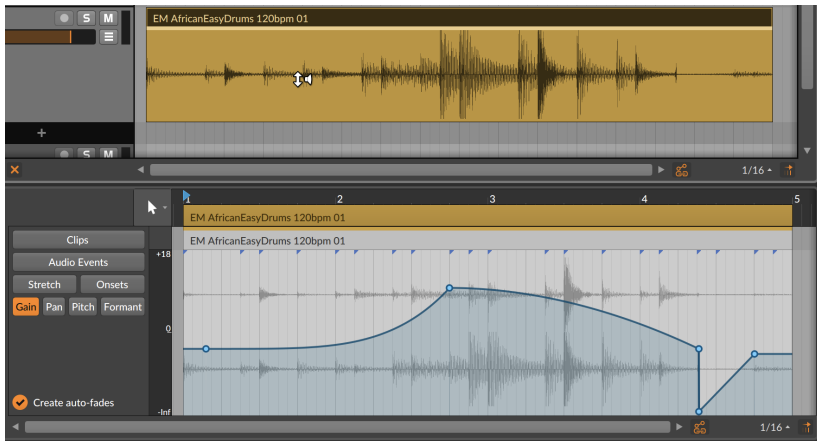 S M
EM AfricanEasyDrums 120bpm 01
+
S M
1/16
1 2 3 4 5
EM AfricanEasyDrums 120bpm 01
Clips
EM AfricanEasyDrums 120bpm 01
Audio Events
+18
Stretch Onsets
Gain Pan Pitch Formant
0
Create auto-fades
-Inf
1/16